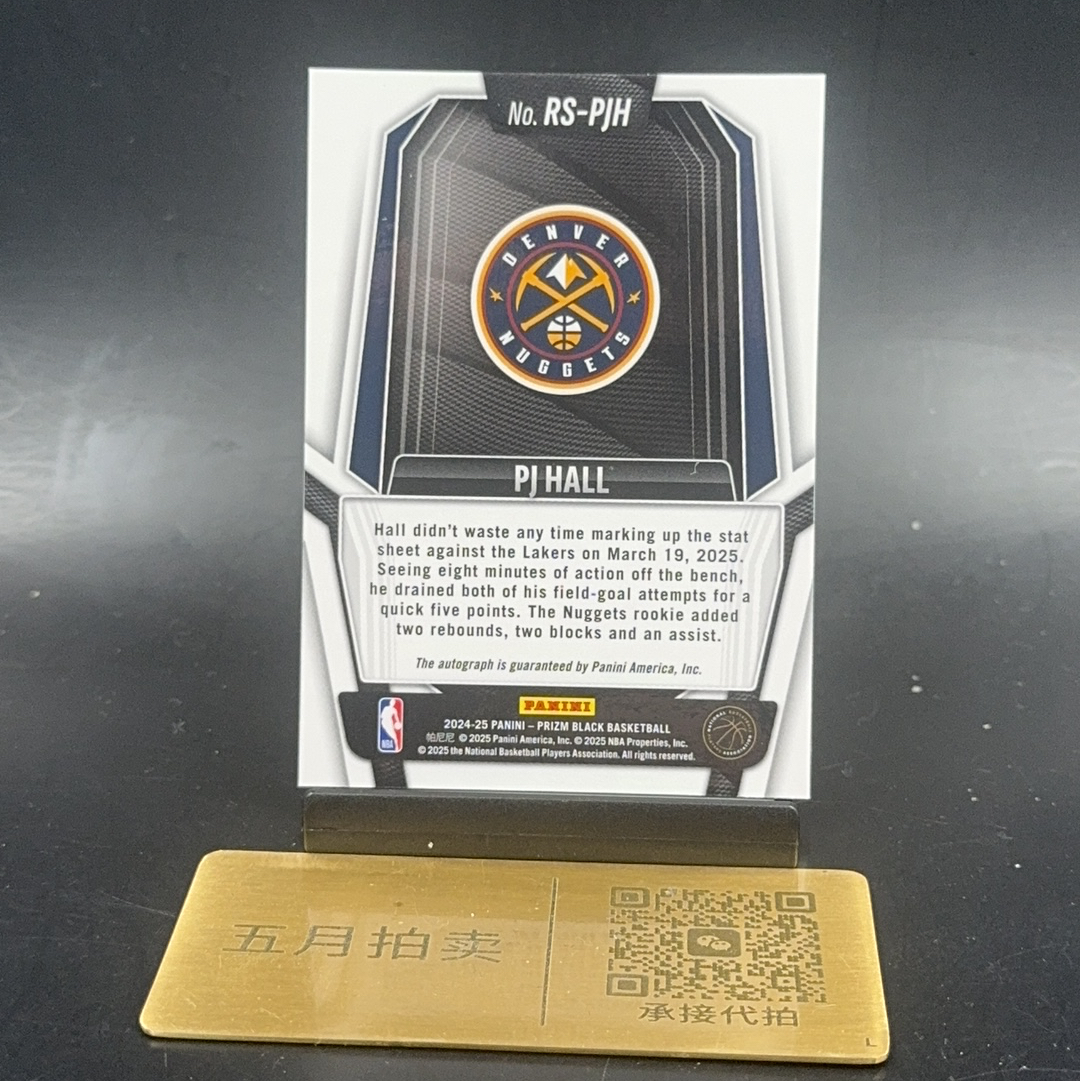 No. RS-PJH
DENVER
NUGGETS
PJ HALL
Hall didn't waste any time marking up the stat
sheet against the Lakers on March 19, 2025.
Seeing eight minutes of action off the bench,
he drained both of his field-goal attempts for a
quick five points. The Nuggets rookie added
two rebounds, two blocks and an assist.
The autograph is guaranteed by Panini America, Inc.
PANINI
NBA
2024-25 PANINI – PRIZM BLACK BASKETBALL
帕尼尼 © 2025 Panini America, Inc. © 2025 NBA Properties, Inc.
© 2025 the National Basketball Players Association. All rights reserved.
NATIONAL BASKETBALL
五月拍卖
承接代拍